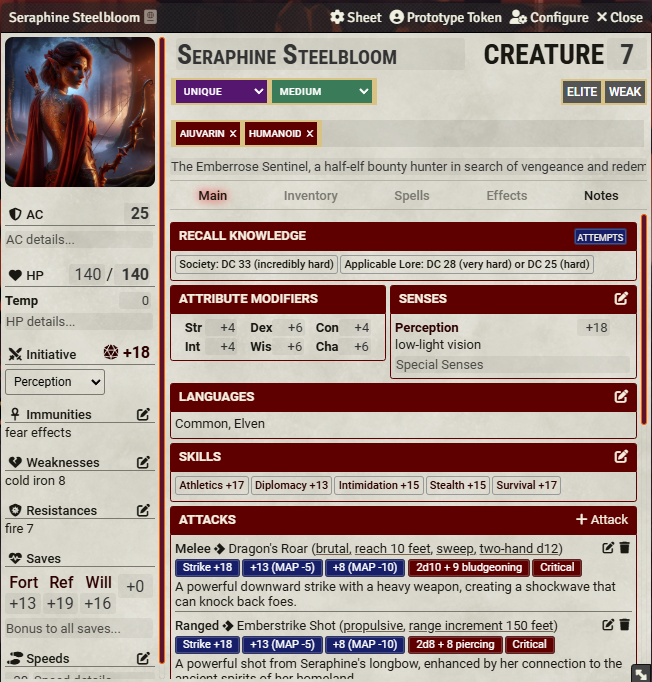 Seraphine Steelbloom Sheet Prototype Token Configure Close
SERAPHINE STEELBLOOM CREATURE 7
UNIQUE MEDIUM ELITE WEAK
AIUVARIN X HUMANOID X
The Emberrose Sentinel, a half-elf bounty hunter in search of vengeance and redem
Main Inventory Spells Effects Notes
AC 25
AC details...
HP 140 / 140
Temp 0
HP details...
Initiative +18
Perception
Immunities
fear effects
Weaknesses
cold iron 8
Resistances
fire 7
Saves
Fort Ref Will +0
+13 +19 +16
Bonus to all saves...
Speeds
RECALL KNOWLEDGE ATTEMPTS
Society: DC 33 (incredibly hard) Applicable Lore: DC 28 (very hard) or DC 25 (hard)
ATTRIBUTE MODIFIERS
Str +4 Dex +6 Con +4
Int +4 Wis +6 Cha +6
SENSES
Perception +18
low-light vision
Special Senses
LANGUAGES
Common, Elven
SKILLS
Athletics +17 Diplomacy +13 Intimidation +15 Stealth +15 Survival +17
ATTACKS + Attack
Melee Dragon's Roar (brutal, reach 10 feet, sweep, two-hand d12)
Strike +18 +13 (MAP -5) +8 (MAP -10) 2d10 + 9 bludgeoning Critical
A powerful downward strike with a heavy weapon, creating a shockwave that
can knock back foes.
Ranged Emberstrike Shot (propulsive, range increment 150 feet)
Strike +18 +13 (MAP -5) +8 (MAP -10) 2d8 + 8 piercing Critical
A powerful shot from Seraphine's longbow, enhanced by her connection to the
ancient spirits of her homeland.